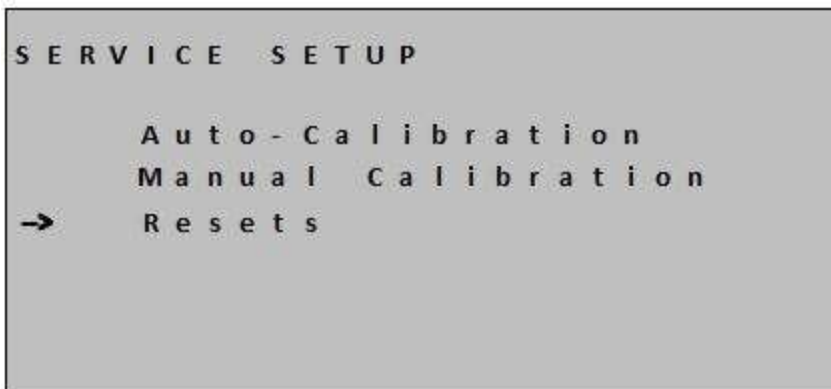 SERVICE SETUP
Auto-Calibration
Manual Calibration
-> Resets